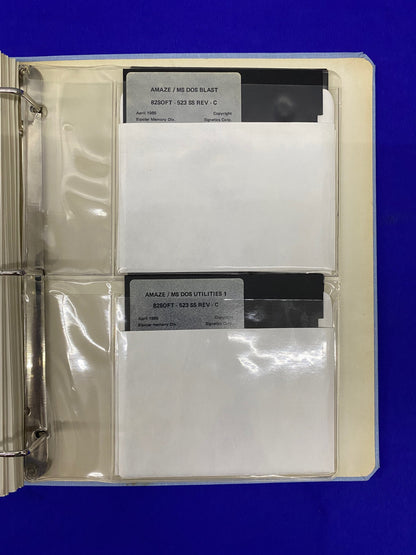 AMAZE / MS DOS BLAST
82SOFT - 523 SS REV - C
April 1985 Copyright
Bipolar Memory Div. Signetics Corp.
AMAZE / MS DOS UTILITIES 1
82SOFT - 523 SS REV - C
April 1985 Copyright
Bipolar memory Div. Signetics Corp.